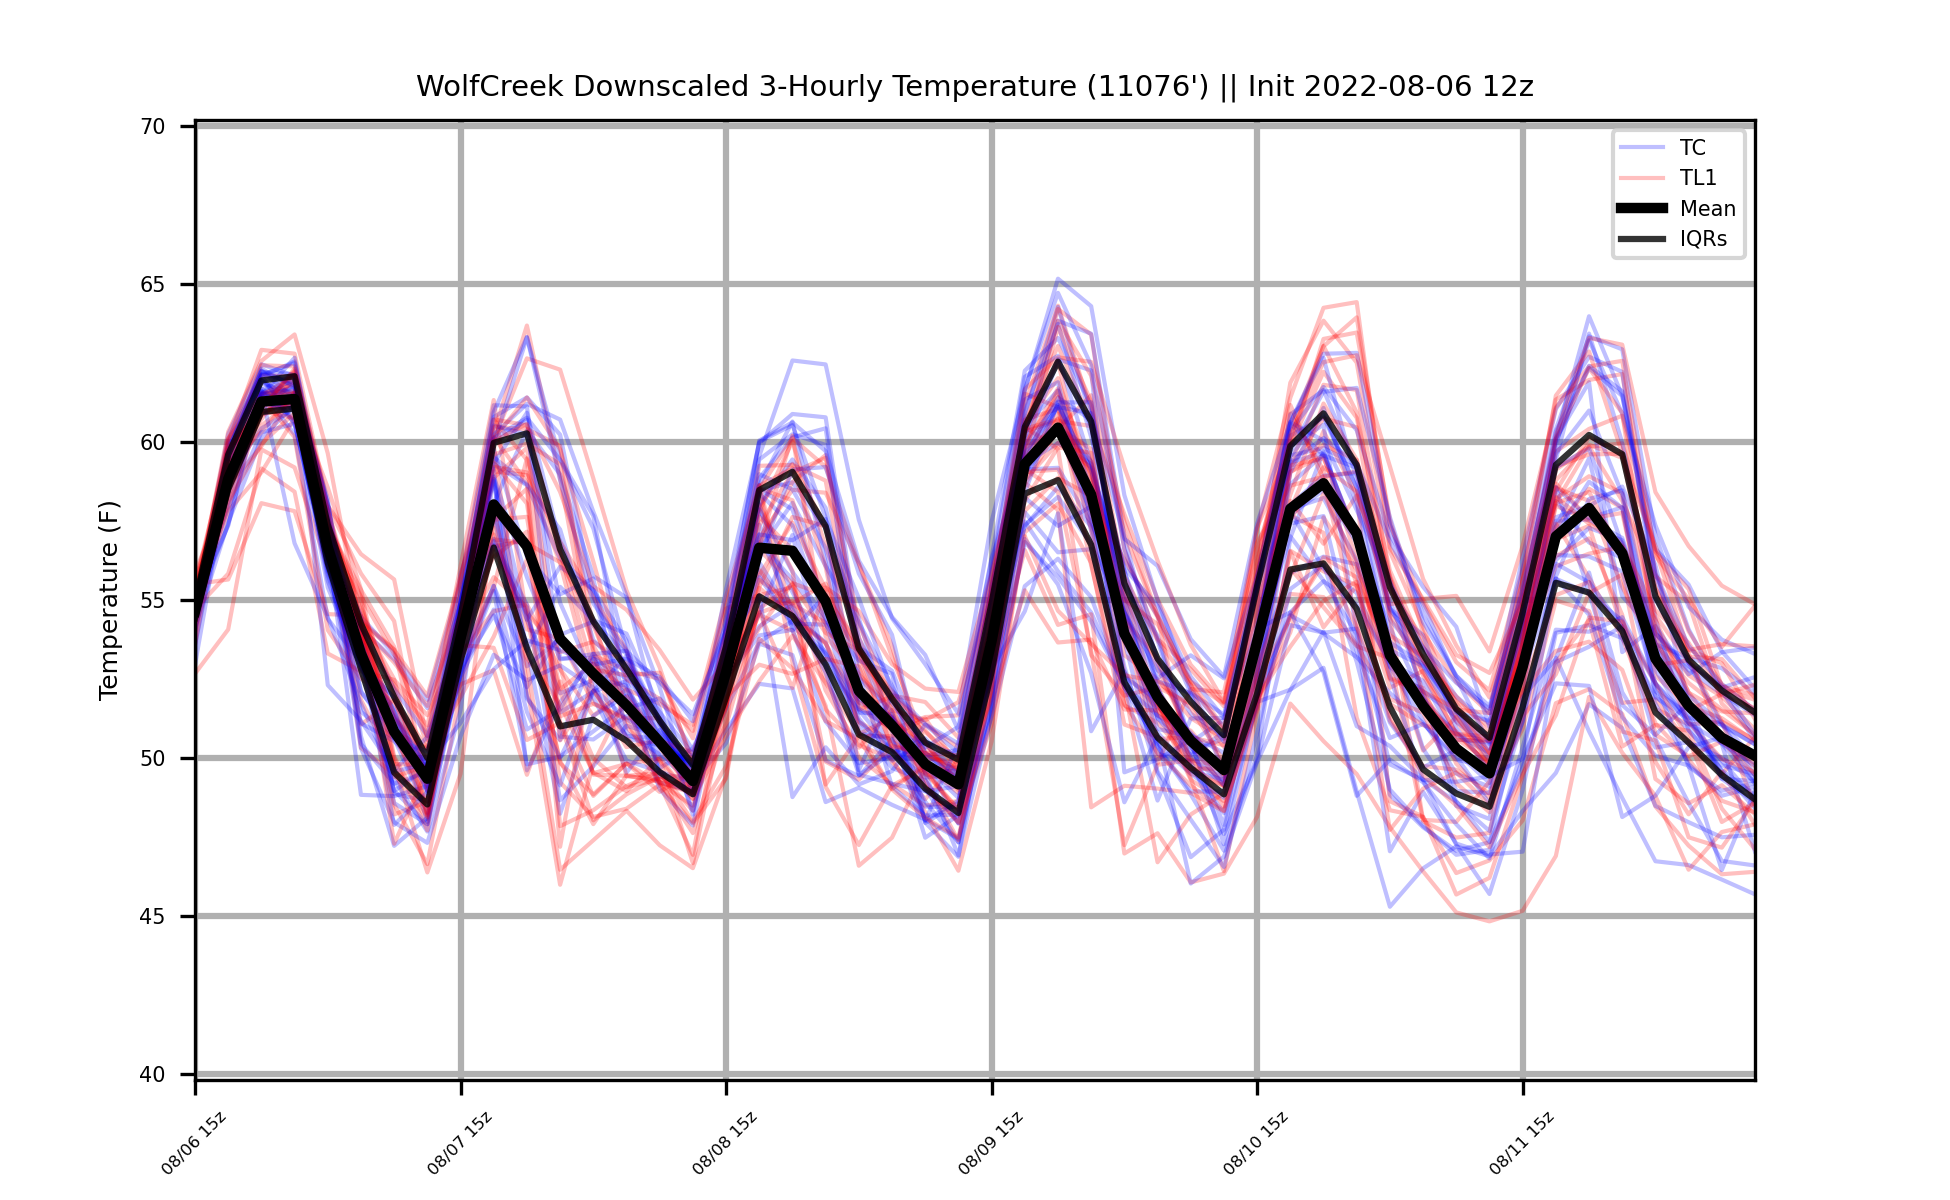 WolfCreek Downscaled 3-Hourly Temperature (11076') || Init 2022-08-06 12z
70
65
60
55
50
45
40
Temperature (F)
TC
TL1
Mean
IQRs
08/06 15z
08/07 15z
08/08 15z
08/09 15z
08/10 15z
08/11 15z